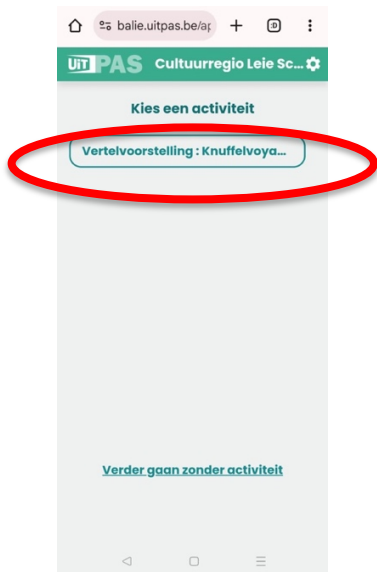 balie.uitpas.be/ap
UiTPAS Cultuurregio Leie Sc...
Kies een activiteit
Vertelvoorstelling : Knuffelvoya...
Verder gaan zonder activiteit